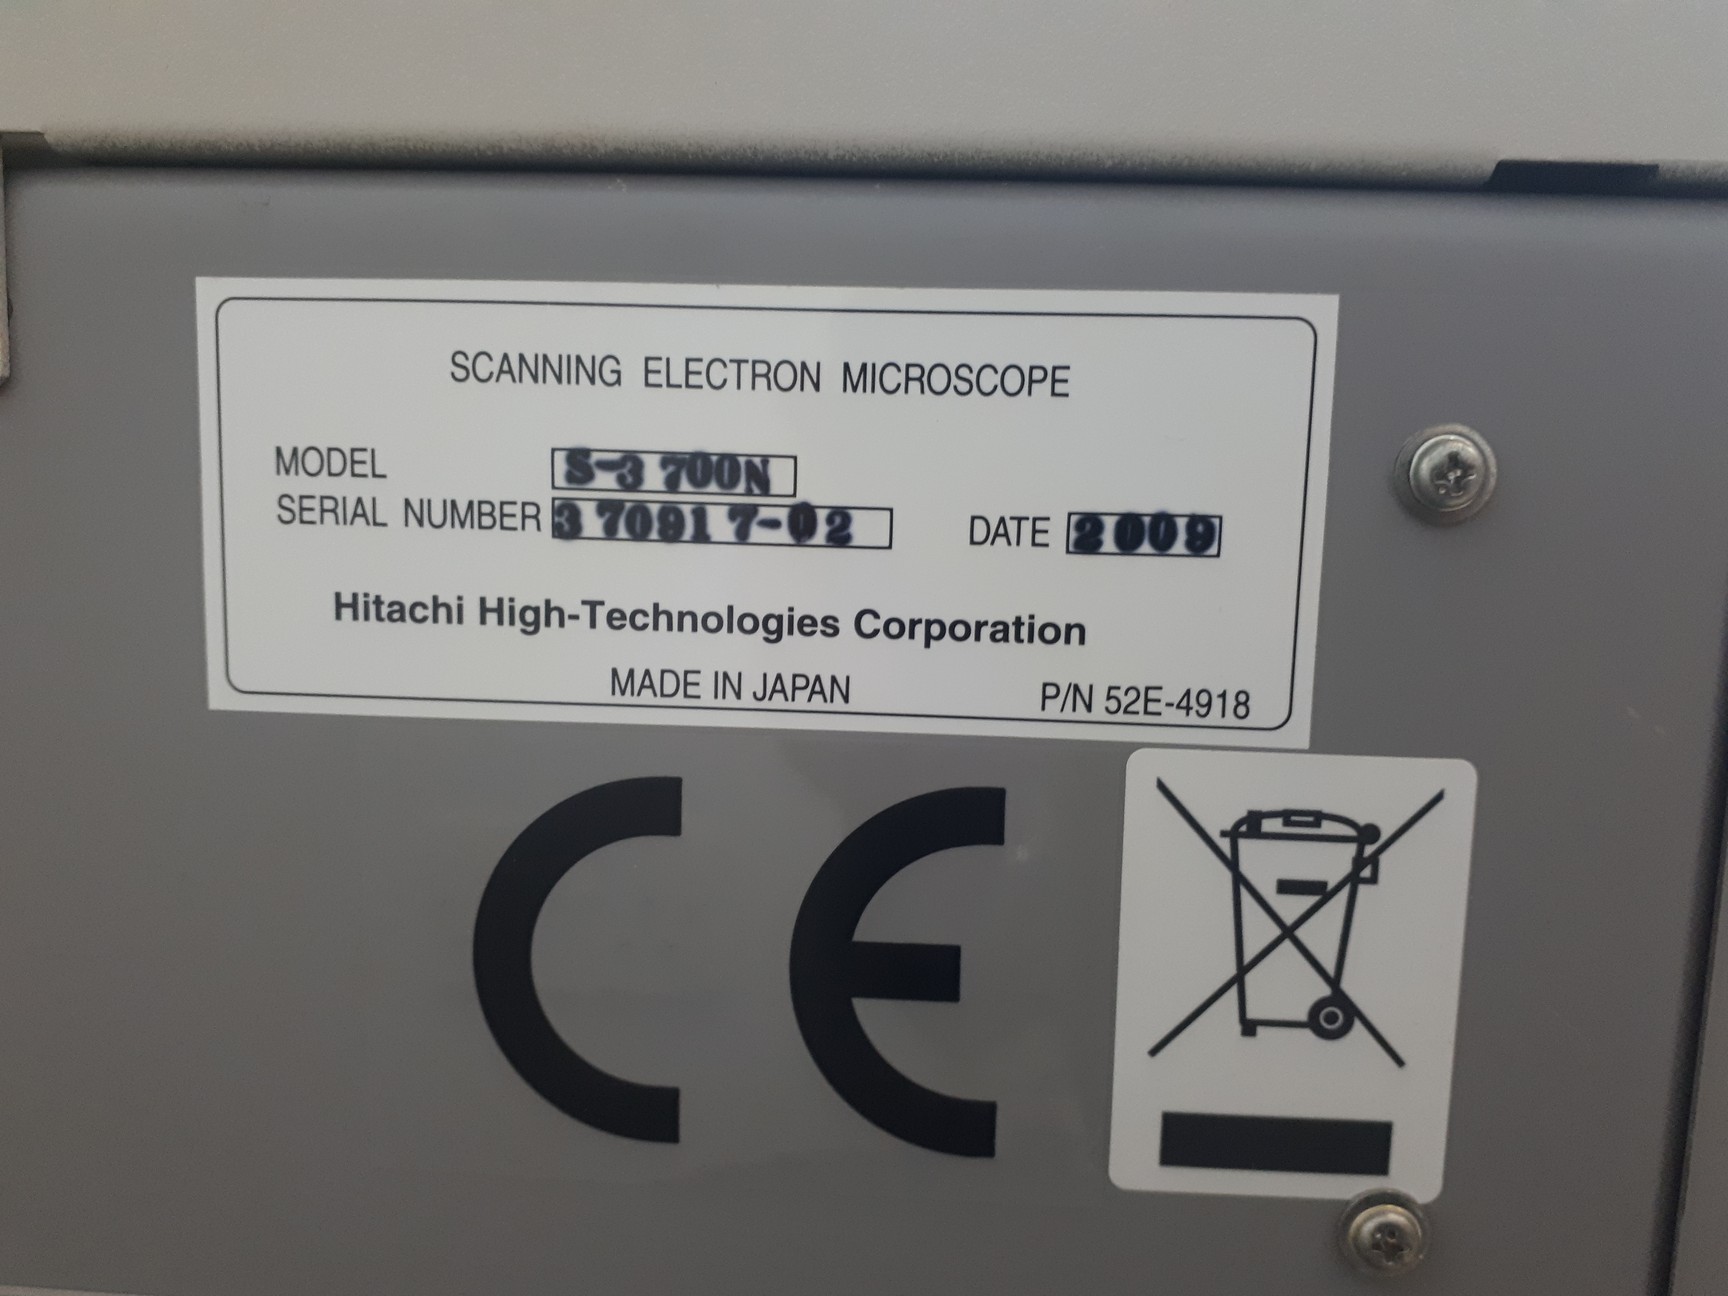 SCANNING ELECTRON MICROSCOPE
MODEL S-3700N
SERIAL NUMBER 370917-02 DATE 2009
Hitachi High-Technologies Corporation
MADE IN JAPAN P/N 52E-4918
CE